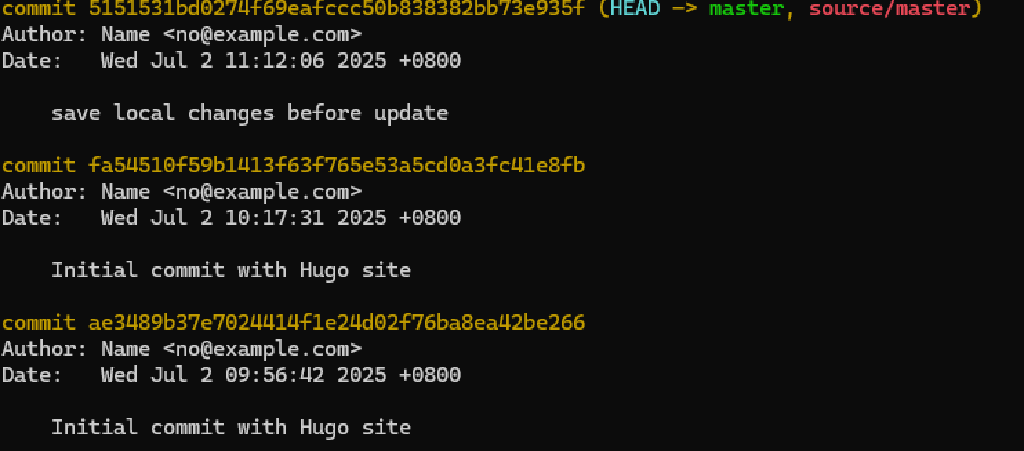 commit 5151531bd0274f69eafccc50b838382bb73e935f (HEAD -> master, source/master)
Author: Name <no@example.com>
Date:   Wed Jul 2 11:12:06 2025 +0800
save local changes before update
commit fa54510f59b1413f63f765e53a5cd0a3fc41e8fb
Author: Name <no@example.com>
Date:   Wed Jul 2 10:17:31 2025 +0800
Initial commit with Hugo site
commit ae3489b37e7024414f1e24d02f76ba8ea42be266
Author: Name <no@example.com>
Date:   Wed Jul 2 09:56:42 2025 +0800
Initial commit with Hugo site